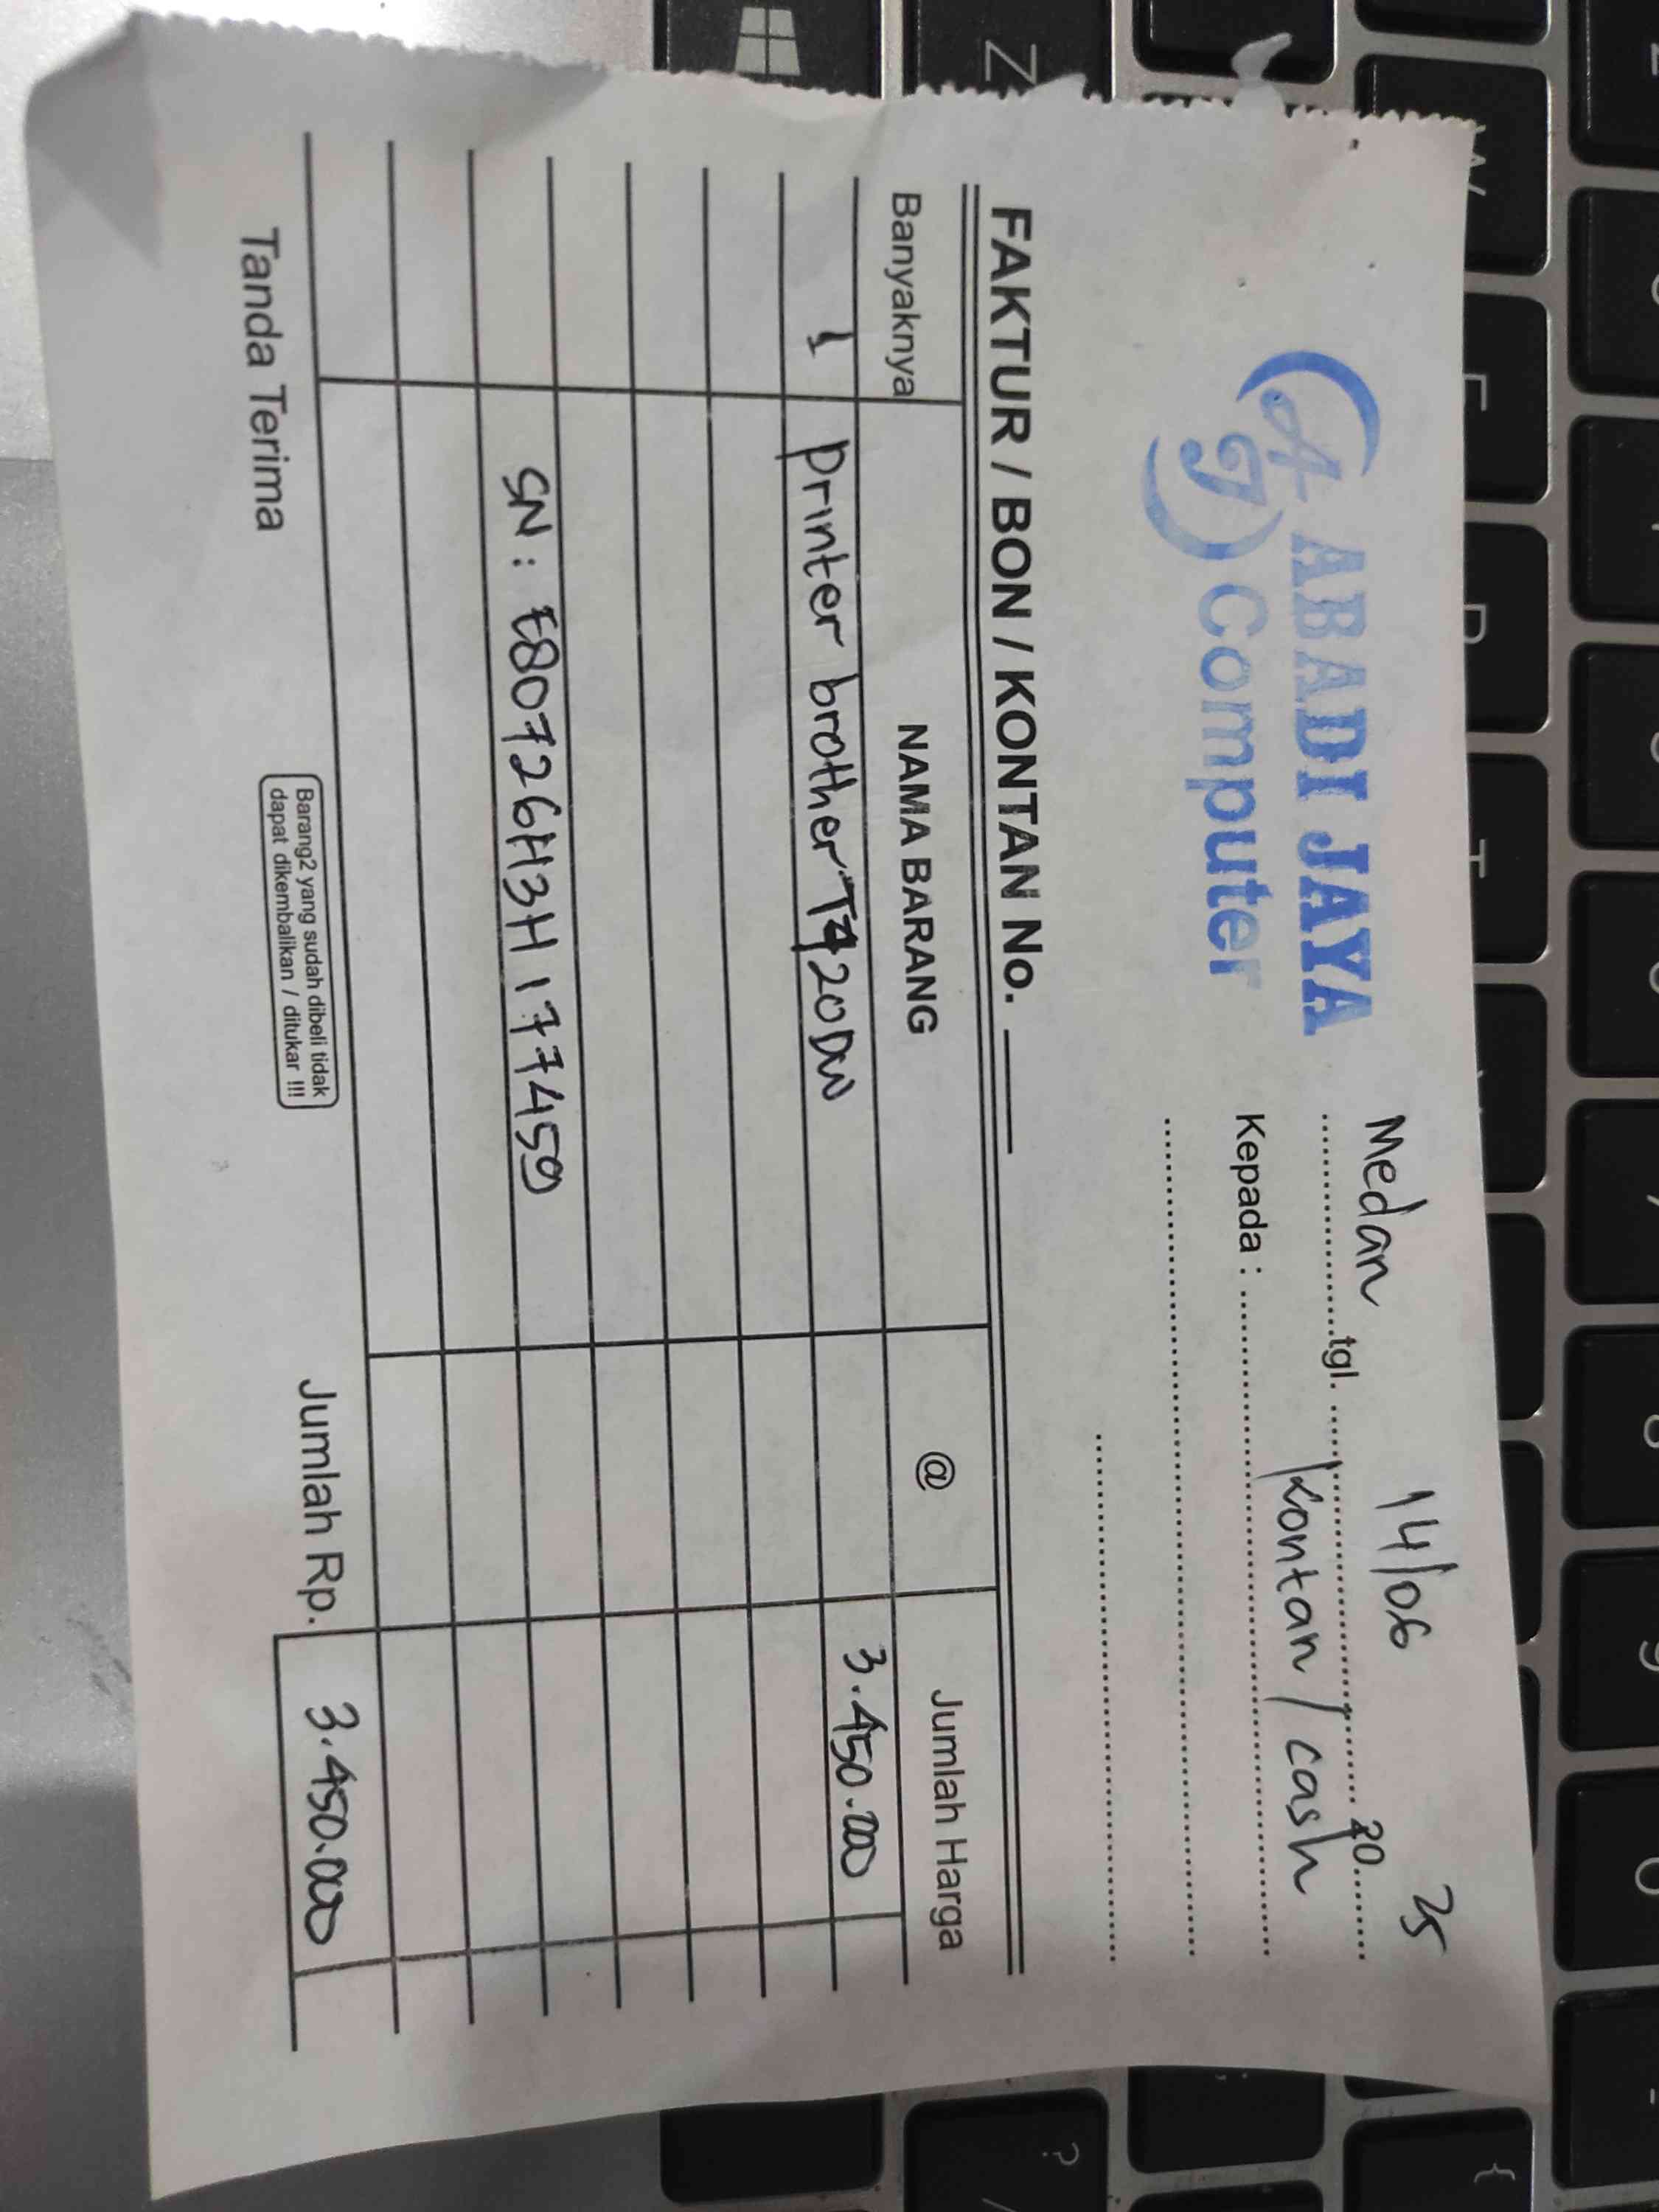 ABADI JAYA
AJ Computer
Medan tgl. 14/06 2025
Kepada : Kontan / cash
FAKTUR / BON / KONTAN No.
Banyaknya NAMA BARANG @ Jumlah Harga
1 Printer brother T420DW 3.450.000
SN : E80726H3H177459
Tanda Terima
Barang2 yang sudah dibeli tidak
dapat dikembalikan / ditukar !!!
Jumlah Rp. 3.450.000